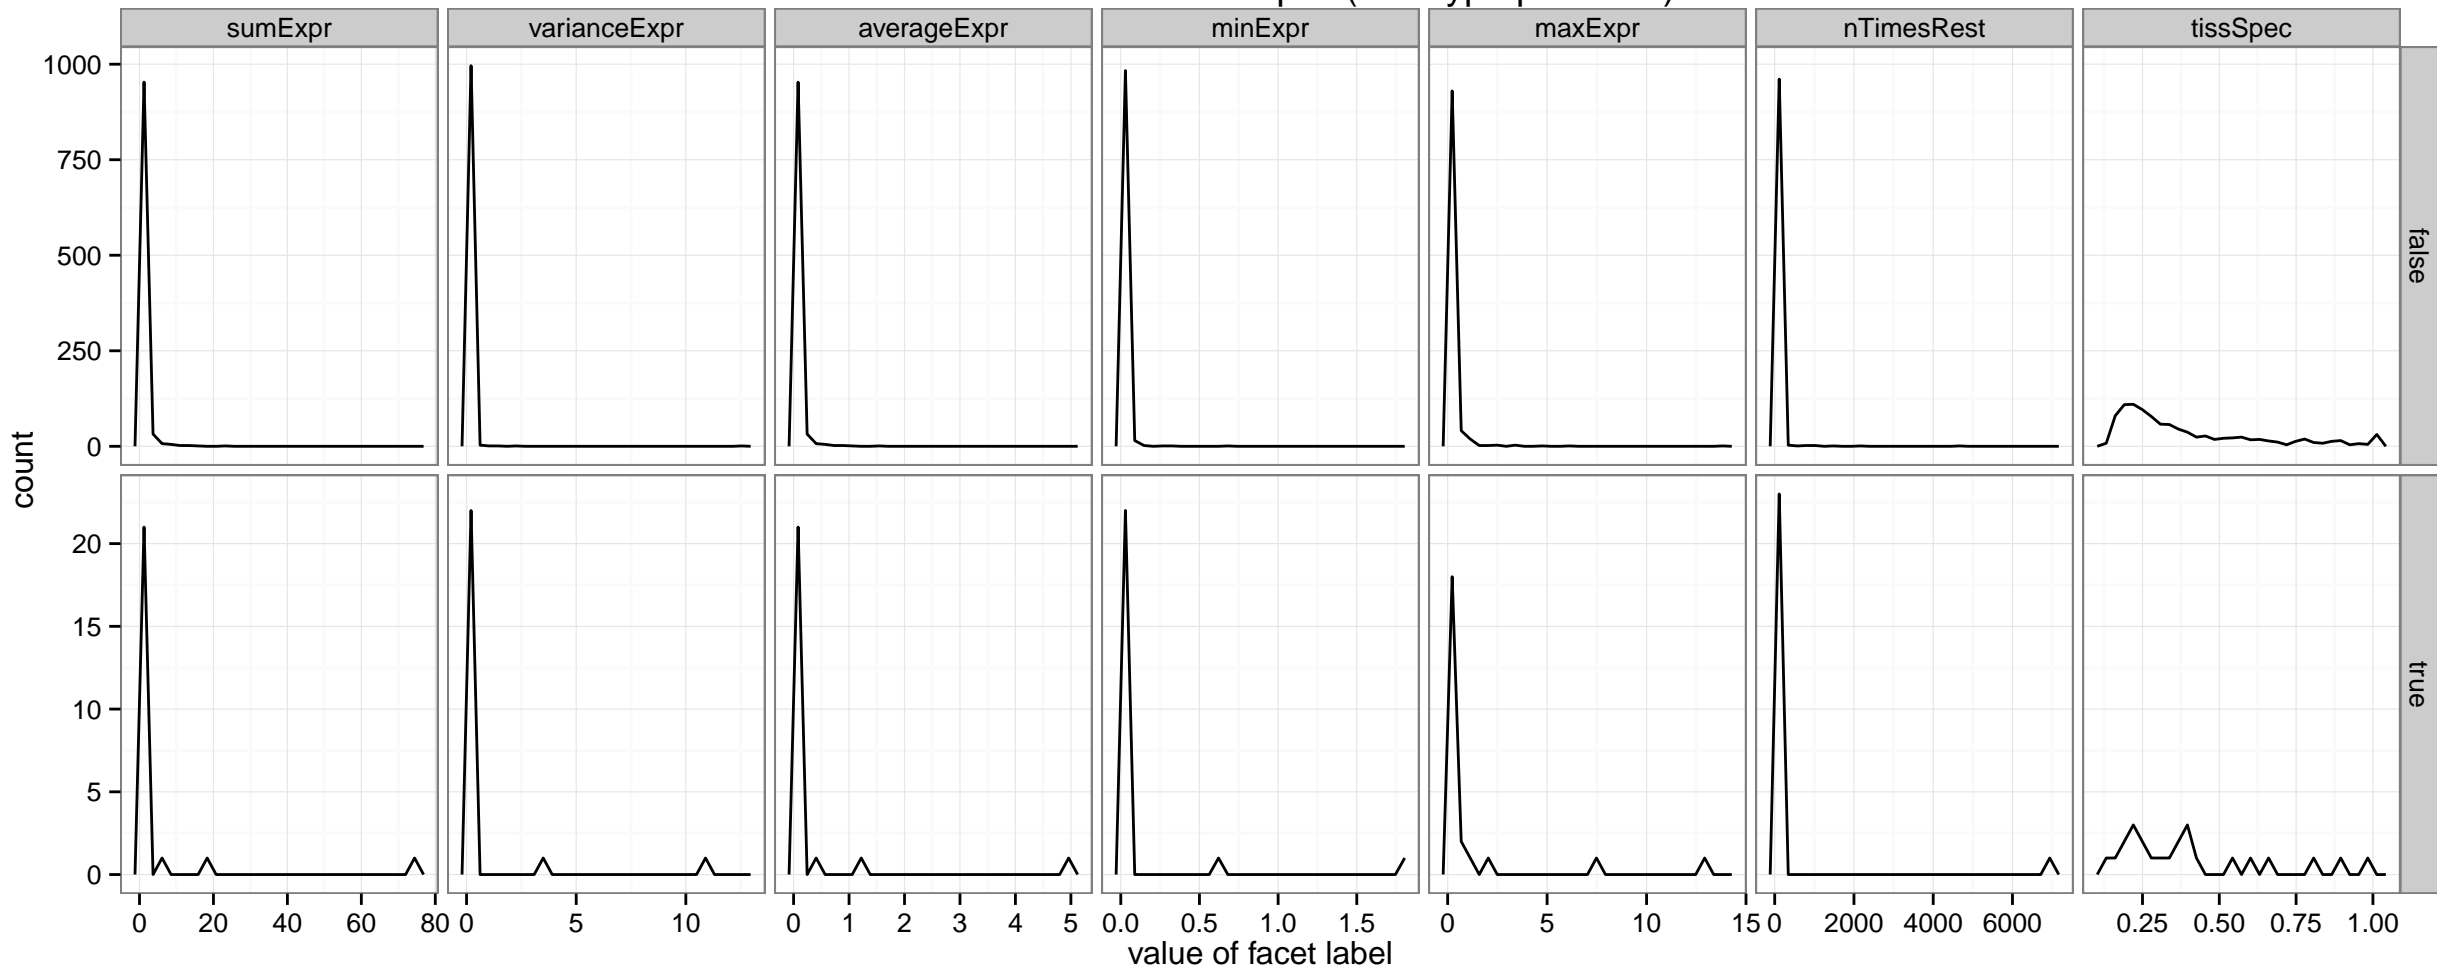 sumExpr varianceExpr averageExpr minExpr maxExpr nTimesRest tissSpec
1000
750
500
250
0
false
count
20
15
10
5
0
true
0 20 40 60 80 0 5 10 0 1 2 3 4 5 0.0 0.5 1.0 1.5 0 5 10 15 0 2000 4000 6000 0.25 0.50 0.75 1.00
value of facet label